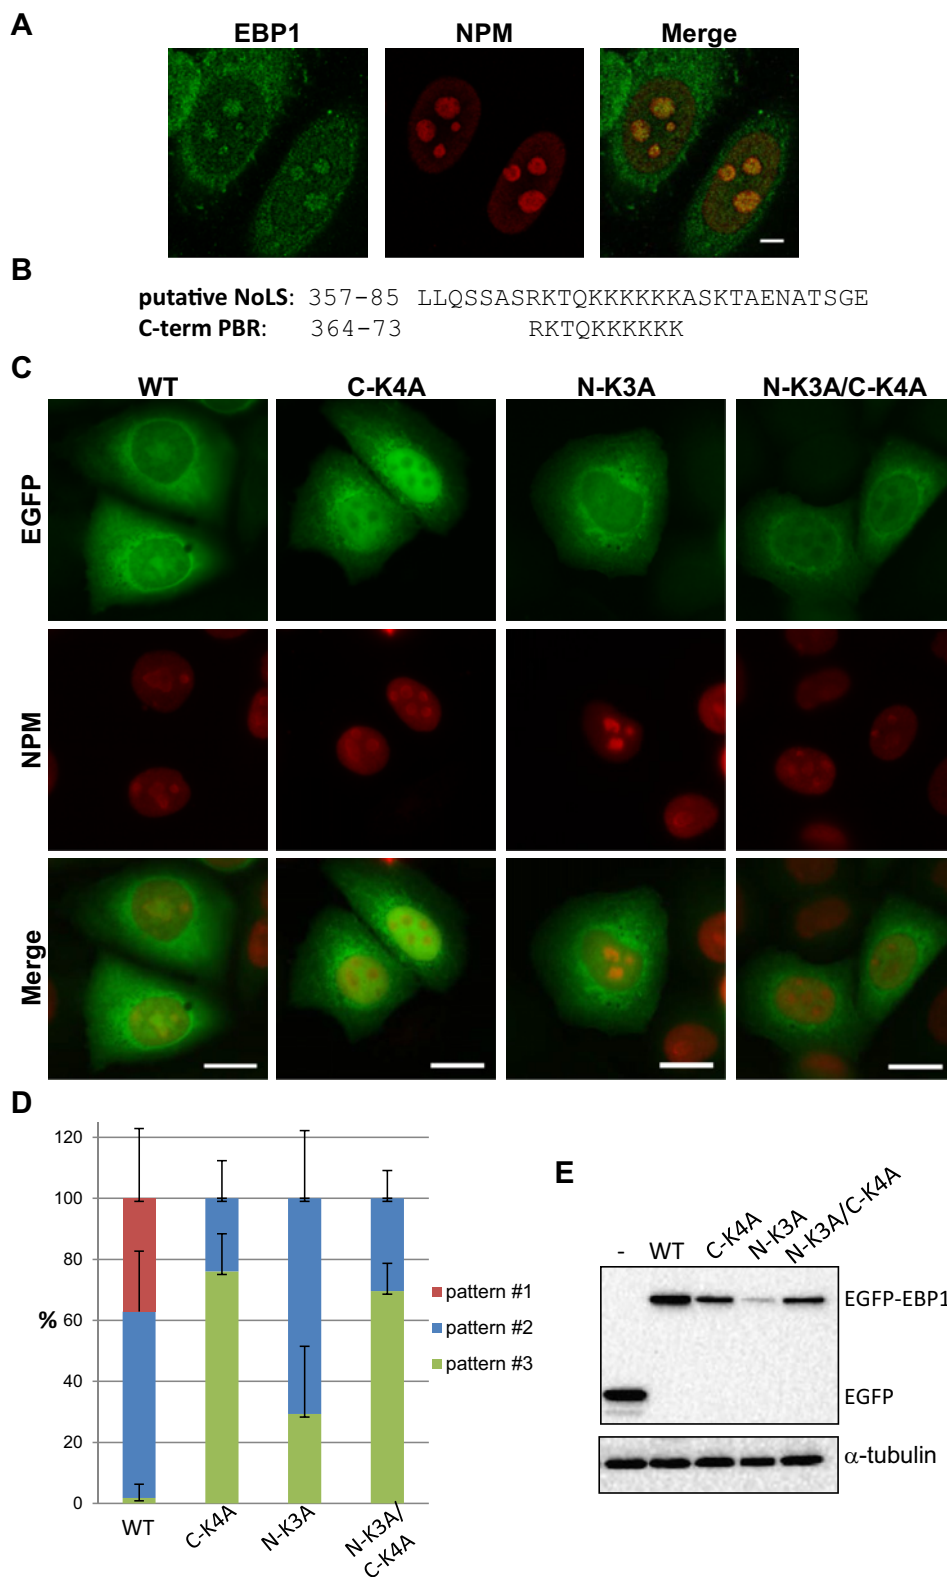 A
EBP1 NPM Merge
B
putative NoLS: 357-85 LLQSSASRKTQKKKKKKASKTAENATSGE
C-term PBR: 364-73 RKTQKKKKKK
C
WT C-K4A N-K3A N-K3A/C-K4A
EGFP
NPM
Merge
D
120
100
80
60
40
20
0
%
WT C-K4A N-K3A N-K3A/
C-K4A
pattern #1
pattern #2
pattern #3
E
- WT C-K4A N-K3A N-K3A/C-K4A
EGFP-EBP1
EGFP
α-tubulin